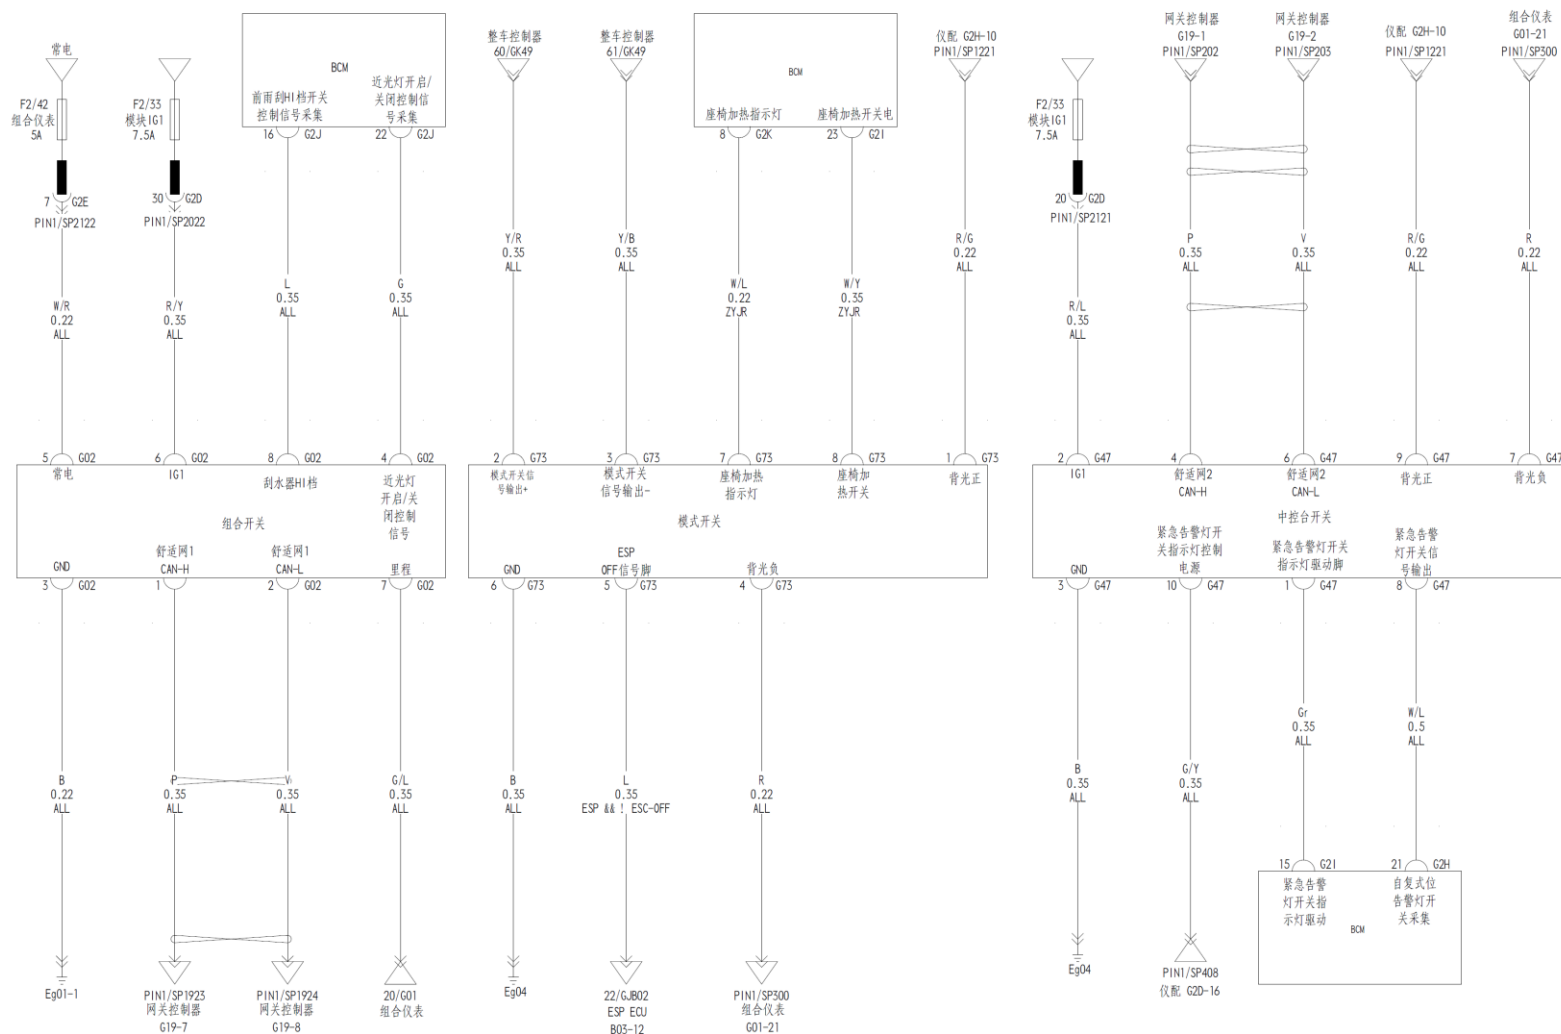 常电
F2/42
组合仪表
5A
7 G2E
PIN1/SP2122
W/R
0.22
ALL
F2/33
模块IG1
7.5A
30 G2D
PIN1/SP2022
R/Y
0.35
ALL
BCM
前雨刮HI档开关
控制信号采集
16 G2J
近光灯开启/
关闭控制信
号采集
22 G2J
L
0.35
ALL
G
0.35
ALL
整车控制器
60/GK49
Y/R
0.35
ALL
整车控制器
61/GK49
Y/B
0.35
ALL
BCM
座椅加热指示灯
8 G2K
座椅加热开关电
23 G2I
W/L
0.22
ZYJR
W/Y
0.35
ZYJR
仪配 G2H-10
PIN1/SP1221
R/G
0.22
ALL
F2/33
模块IG1
7.5A
20 G2D
PIN1/SP2121
R/L
0.35
ALL
网关控制器
G19-1
PIN1/SP202
P
0.35
ALL
网关控制器
G19-2
PIN1/SP203
V
0.35
ALL
仪配 G2H-10
PIN1/SP1221
R/G
0.22
ALL
组合仪表
G01-21
PIN1/SP300
R
0.22
ALL
5 G02
常电
6 G02
IG1
8 G02
刮水器HI档
4 G02
近光灯
开启/关
闭控制
信号
组合开关
GND
3 G02
舒适网1
CAN-H
1 G02
舒适网1
CAN-L
2 G02
里程
7 G02
2 G73
模式开关信
号输出+
3 G73
模式开关
信号输出-
7 G73
座椅加热
指示灯
8 G73
座椅加
热开关
1 G73
背光正
模式开关
GND
6 G73
ESP
OFF信号脚
5 G73
背光负
4 G73
2 G47
IG1
4 G47
舒适网2
CAN-H
6 G47
舒适网2
CAN-L
9 G47
背光正
7 G47
背光负
中控台开关
GND
3 G47
紧急告警灯开
关指示灯控制
电源
10 G47
紧急告警灯开关
指示灯驱动脚
1 G47
紧急告警
灯开关信
号输出
8 G47
B
0.22
ALL
Eg01-1
P
0.35
ALL
PIN1/SP1923
网关控制器
G19-7
V
0.35
ALL
PIN1/SP1924
网关控制器
G19-8
G/L
0.35
ALL
20/G01
组合仪表
B
0.35
ALL
Eg04
L
0.35
ESP && ! ESC-OFF
22/GJB02
ESP ECU
B03-12
R
0.22
ALL
PIN1/SP300
组合仪表
G01-21
B
0.35
ALL
Eg04
G/Y
0.35
ALL
PIN1/SP408
仪配 G2D-16
Gr
0.35
ALL
15 G2I
紧急告警
灯开关指
示灯驱动
W/L
0.5
ALL
21 G2H
自复式位
告警灯开
关采集
BCM